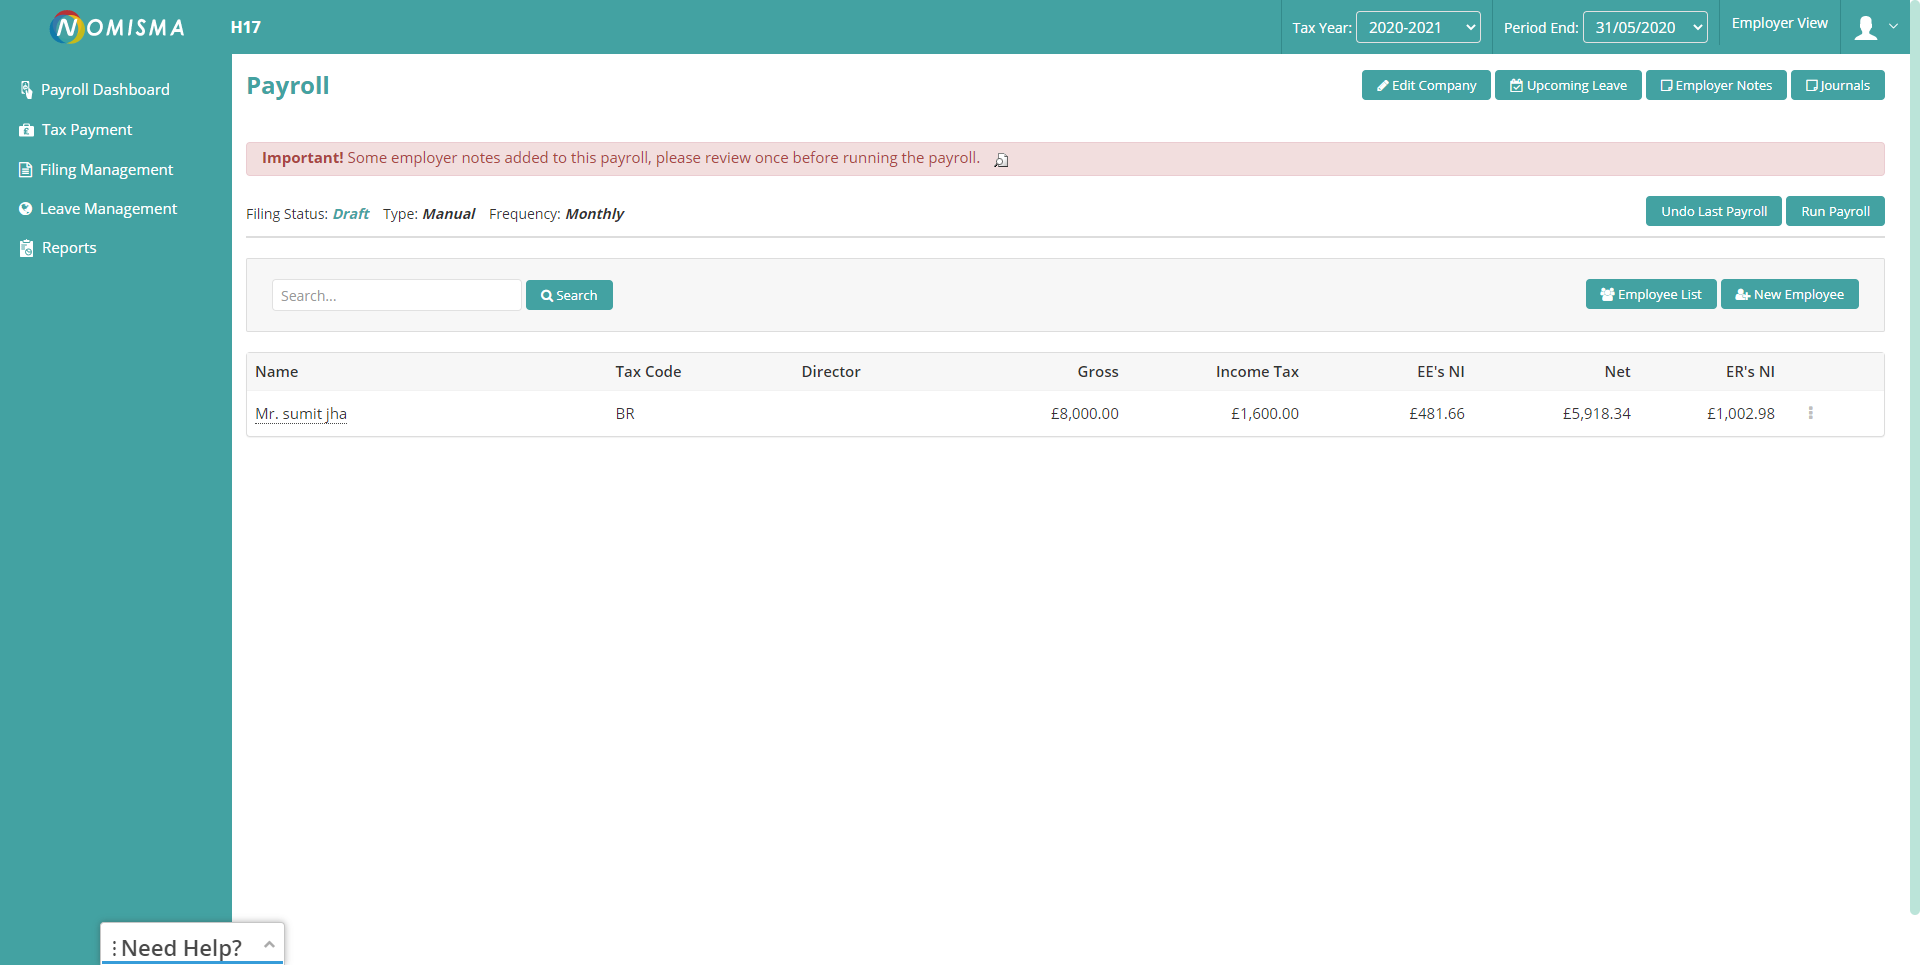 NOMISMA H17 Tax Year: 2020-2021 Period End: 31/05/2020 Employer View
Payroll Dashboard
Tax Payment
Filing Management
Leave Management
Reports
Payroll
Edit Company Upcoming Leave Employer Notes Journals
Important! Some employer notes added to this payroll, please review once before running the payroll.
Filing Status: Draft Type: Manual Frequency: Monthly
Undo Last Payroll Run Payroll
Search... Search Employee List New Employee
Name Tax Code Director Gross Income Tax EE's NI Net ER's NI
Mr. sumit jha BR £8,000.00 £1,600.00 £481.66 £5,918.34 £1,002.98
Need Help?